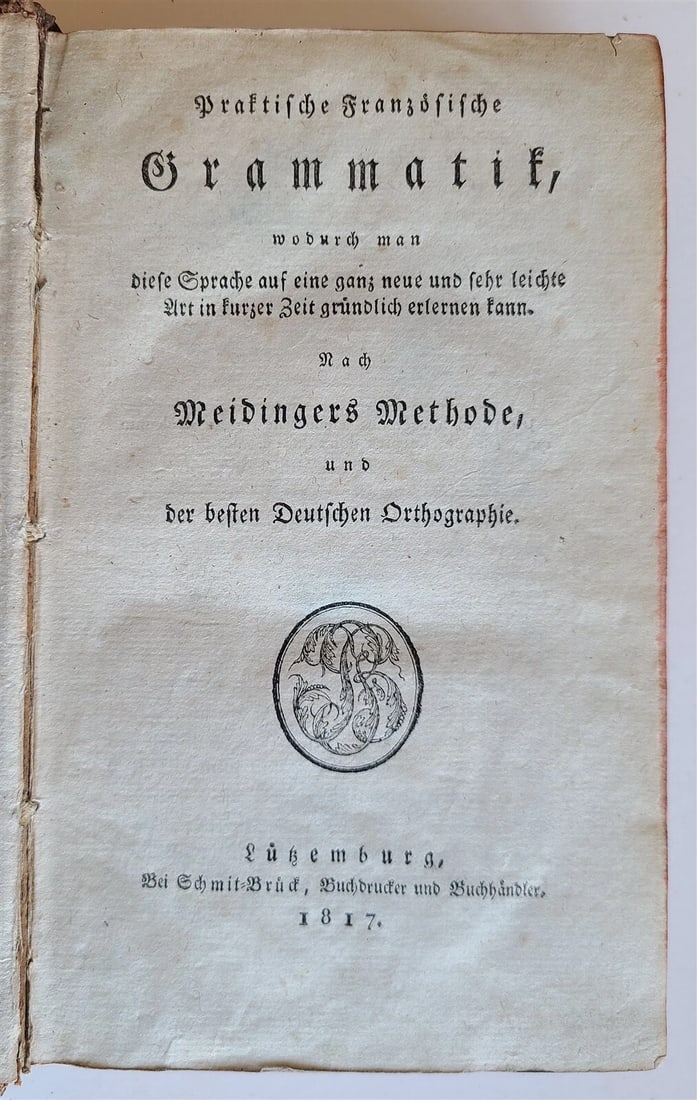 Praktiſche Franzöſiſche
Grammatik,
wodurch man
dieſe Sprache auf eine ganz neue und ſehr leichte
Art in kurzer Zeit gründlich erlernen kann.
Nach
Meidingers Methode,
und
der beſten Deutſchen Orthographie.
Lützemburg,
Bei Schmit-Brück, Buchdrucker und Buchhändler.
1817.